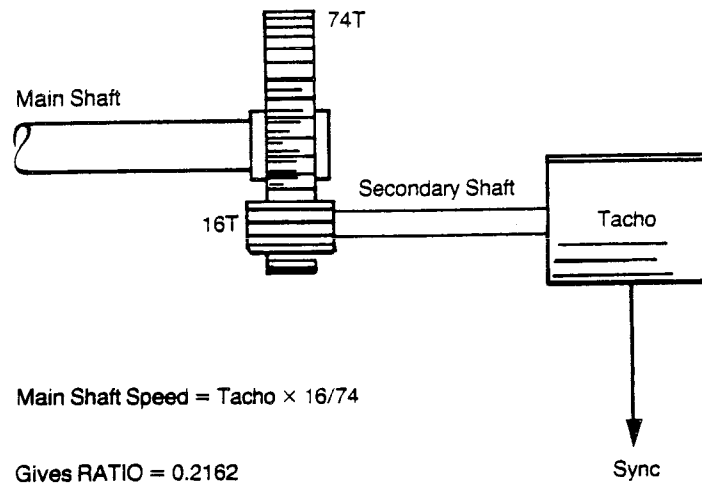 74T
Main Shaft
Secondary Shaft
16T
Tacho
Main Shaft Speed = Tacho × 16/74
Gives RATIO = 0.2162
Sync